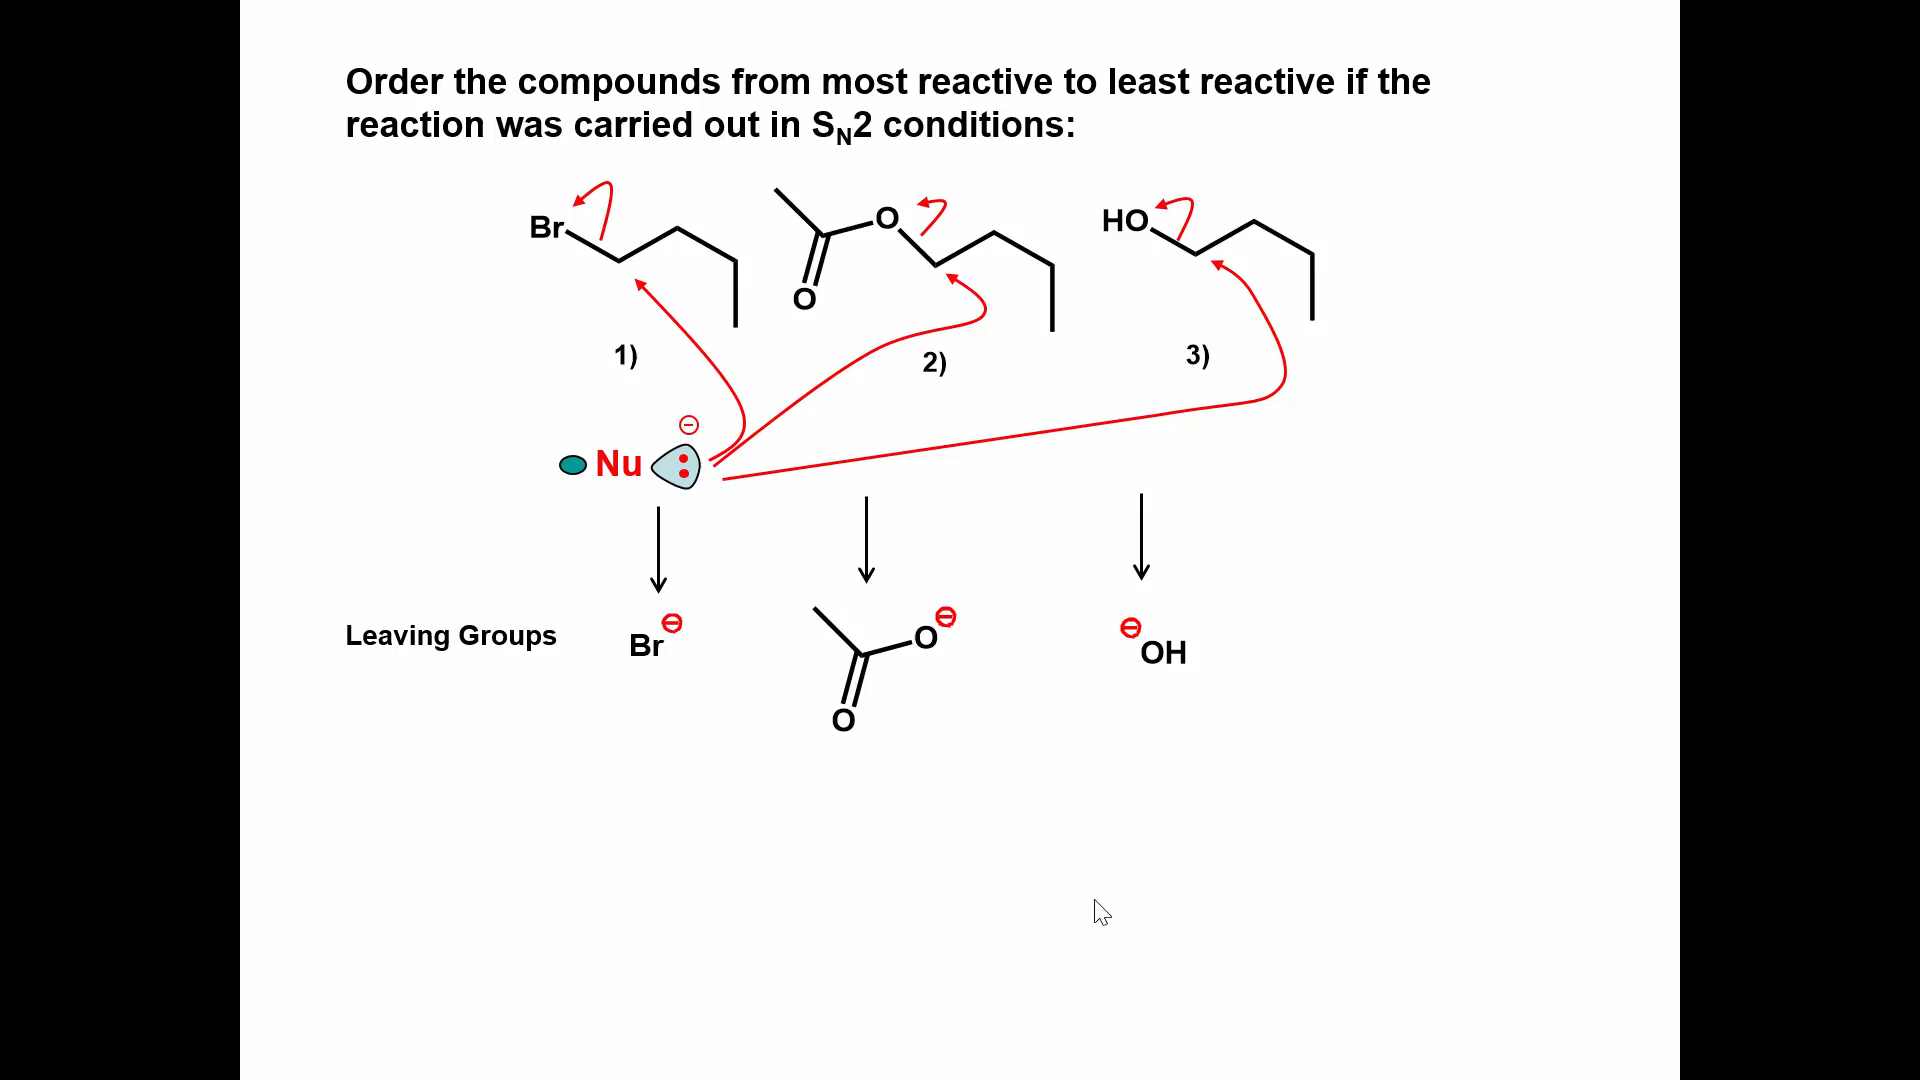 Order the compounds from most reactive to least reactive if the
reaction was carried out in SN2 conditions:
Br
O
O
HO
1)
2)
3)
Nu
Leaving Groups
Br
O
O
OH